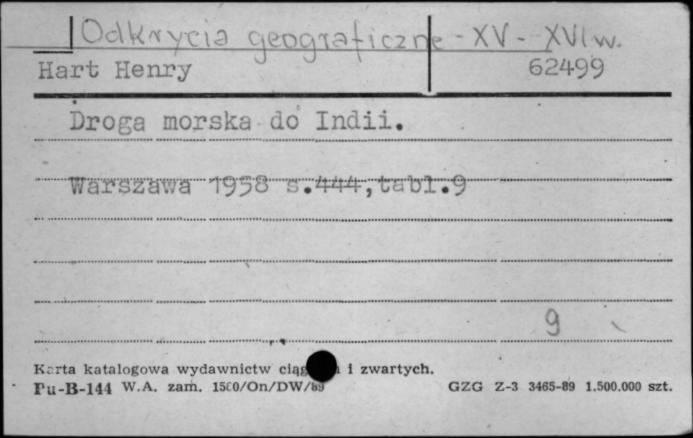 Odkrycia geograficzne - XV - XVI w.
Hart Henry 62499
Droga morska do Indii.
Warszawa 1958 s.444,tabl.9
9
Karta katalogowa wydawnictw i zwartych.
Pu-B-144 W.A. zam. 1500/On/DW/89 GZG Z-3 3465-89 1.500.000 szt.